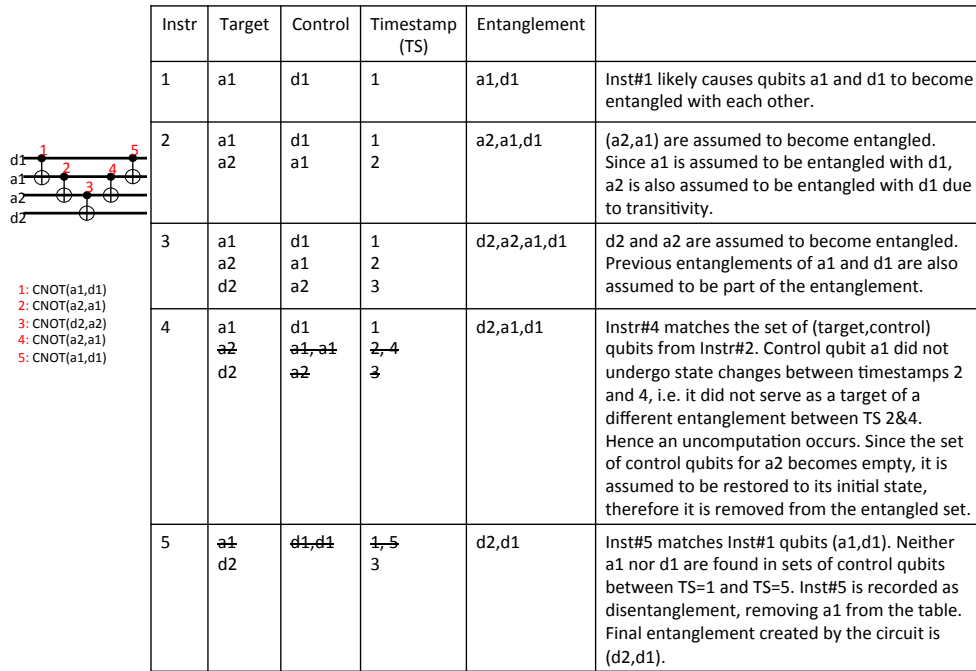 Instr Target Control Timestamp Entanglement
(TS)
1 a1 d1 1 a1,d1 Inst#1 likely causes qubits a1 and d1 to become
entangled with each other.
1 5
d1
2 4
a1
3
a2
d2
2 a1 d1 1 a2,a1,d1 (a2,a1) are assumed to become entangled.
a2 a1 2 Since a1 is assumed to be entangled with d1,
a2 is also assumed to be entangled with d1 due
to transitivity.
3 a1 d1 1 d2,a2,a1,d1 d2 and a2 are assumed to become entangled.
a2 a1 2 Previous entanglements of a1 and d1 are also
d2 a2 3 assumed to be part of the entanglement.
1: CNOT(a1,d1)
2: CNOT(a2,a1)
3: CNOT(d2,a2)
4: CNOT(a2,a1)
5: CNOT(a1,d1)
4 a1 d1 1 d2,a1,d1 Instr#4 matches the set of (target,control)
a2 a1, a1 2, 4 qubits from Instr#2. Control qubit a1 did not
d2 a2 3 undergo state changes between timestamps 2
and 4, i.e. it did not serve as a target of a
different entanglement between TS 2&4.
Hence an uncomputation occurs. Since the set
of control qubits for a2 becomes empty, it is
assumed to be restored to its initial state,
therefore it is removed from the entangled set.
5 a1 d1,d1 1, 5 d2,d1 Inst#5 matches Inst#1 qubits (a1,d1). Neither
d2 3 a1 nor d1 are found in sets of control qubits
between TS=1 and TS=5. Inst#5 is recorded as
disentanglement, removing a1 from the table.
Final entanglement created by the circuit is
(d2,d1).